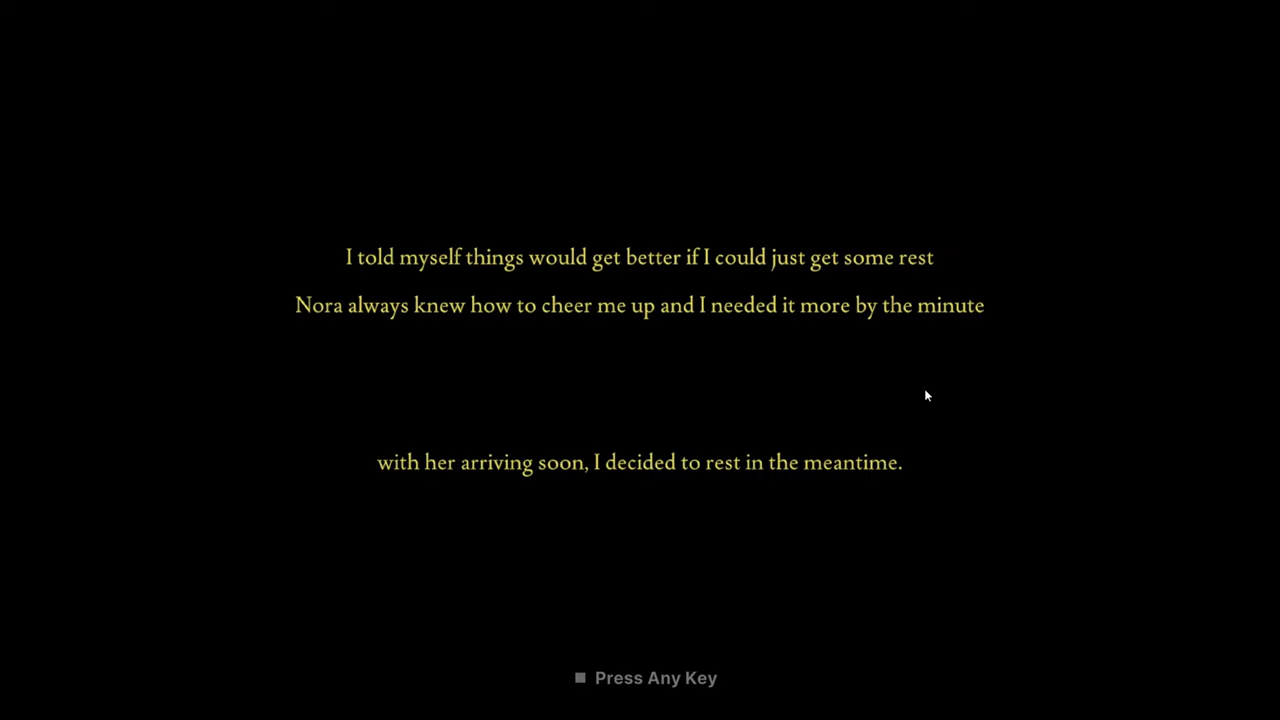 I told myself things would get better if I could just get some rest
Nora always knew how to cheer me up and I needed it more by the minute
with her arriving soon, I decided to rest in the meantime.
Press Any Key